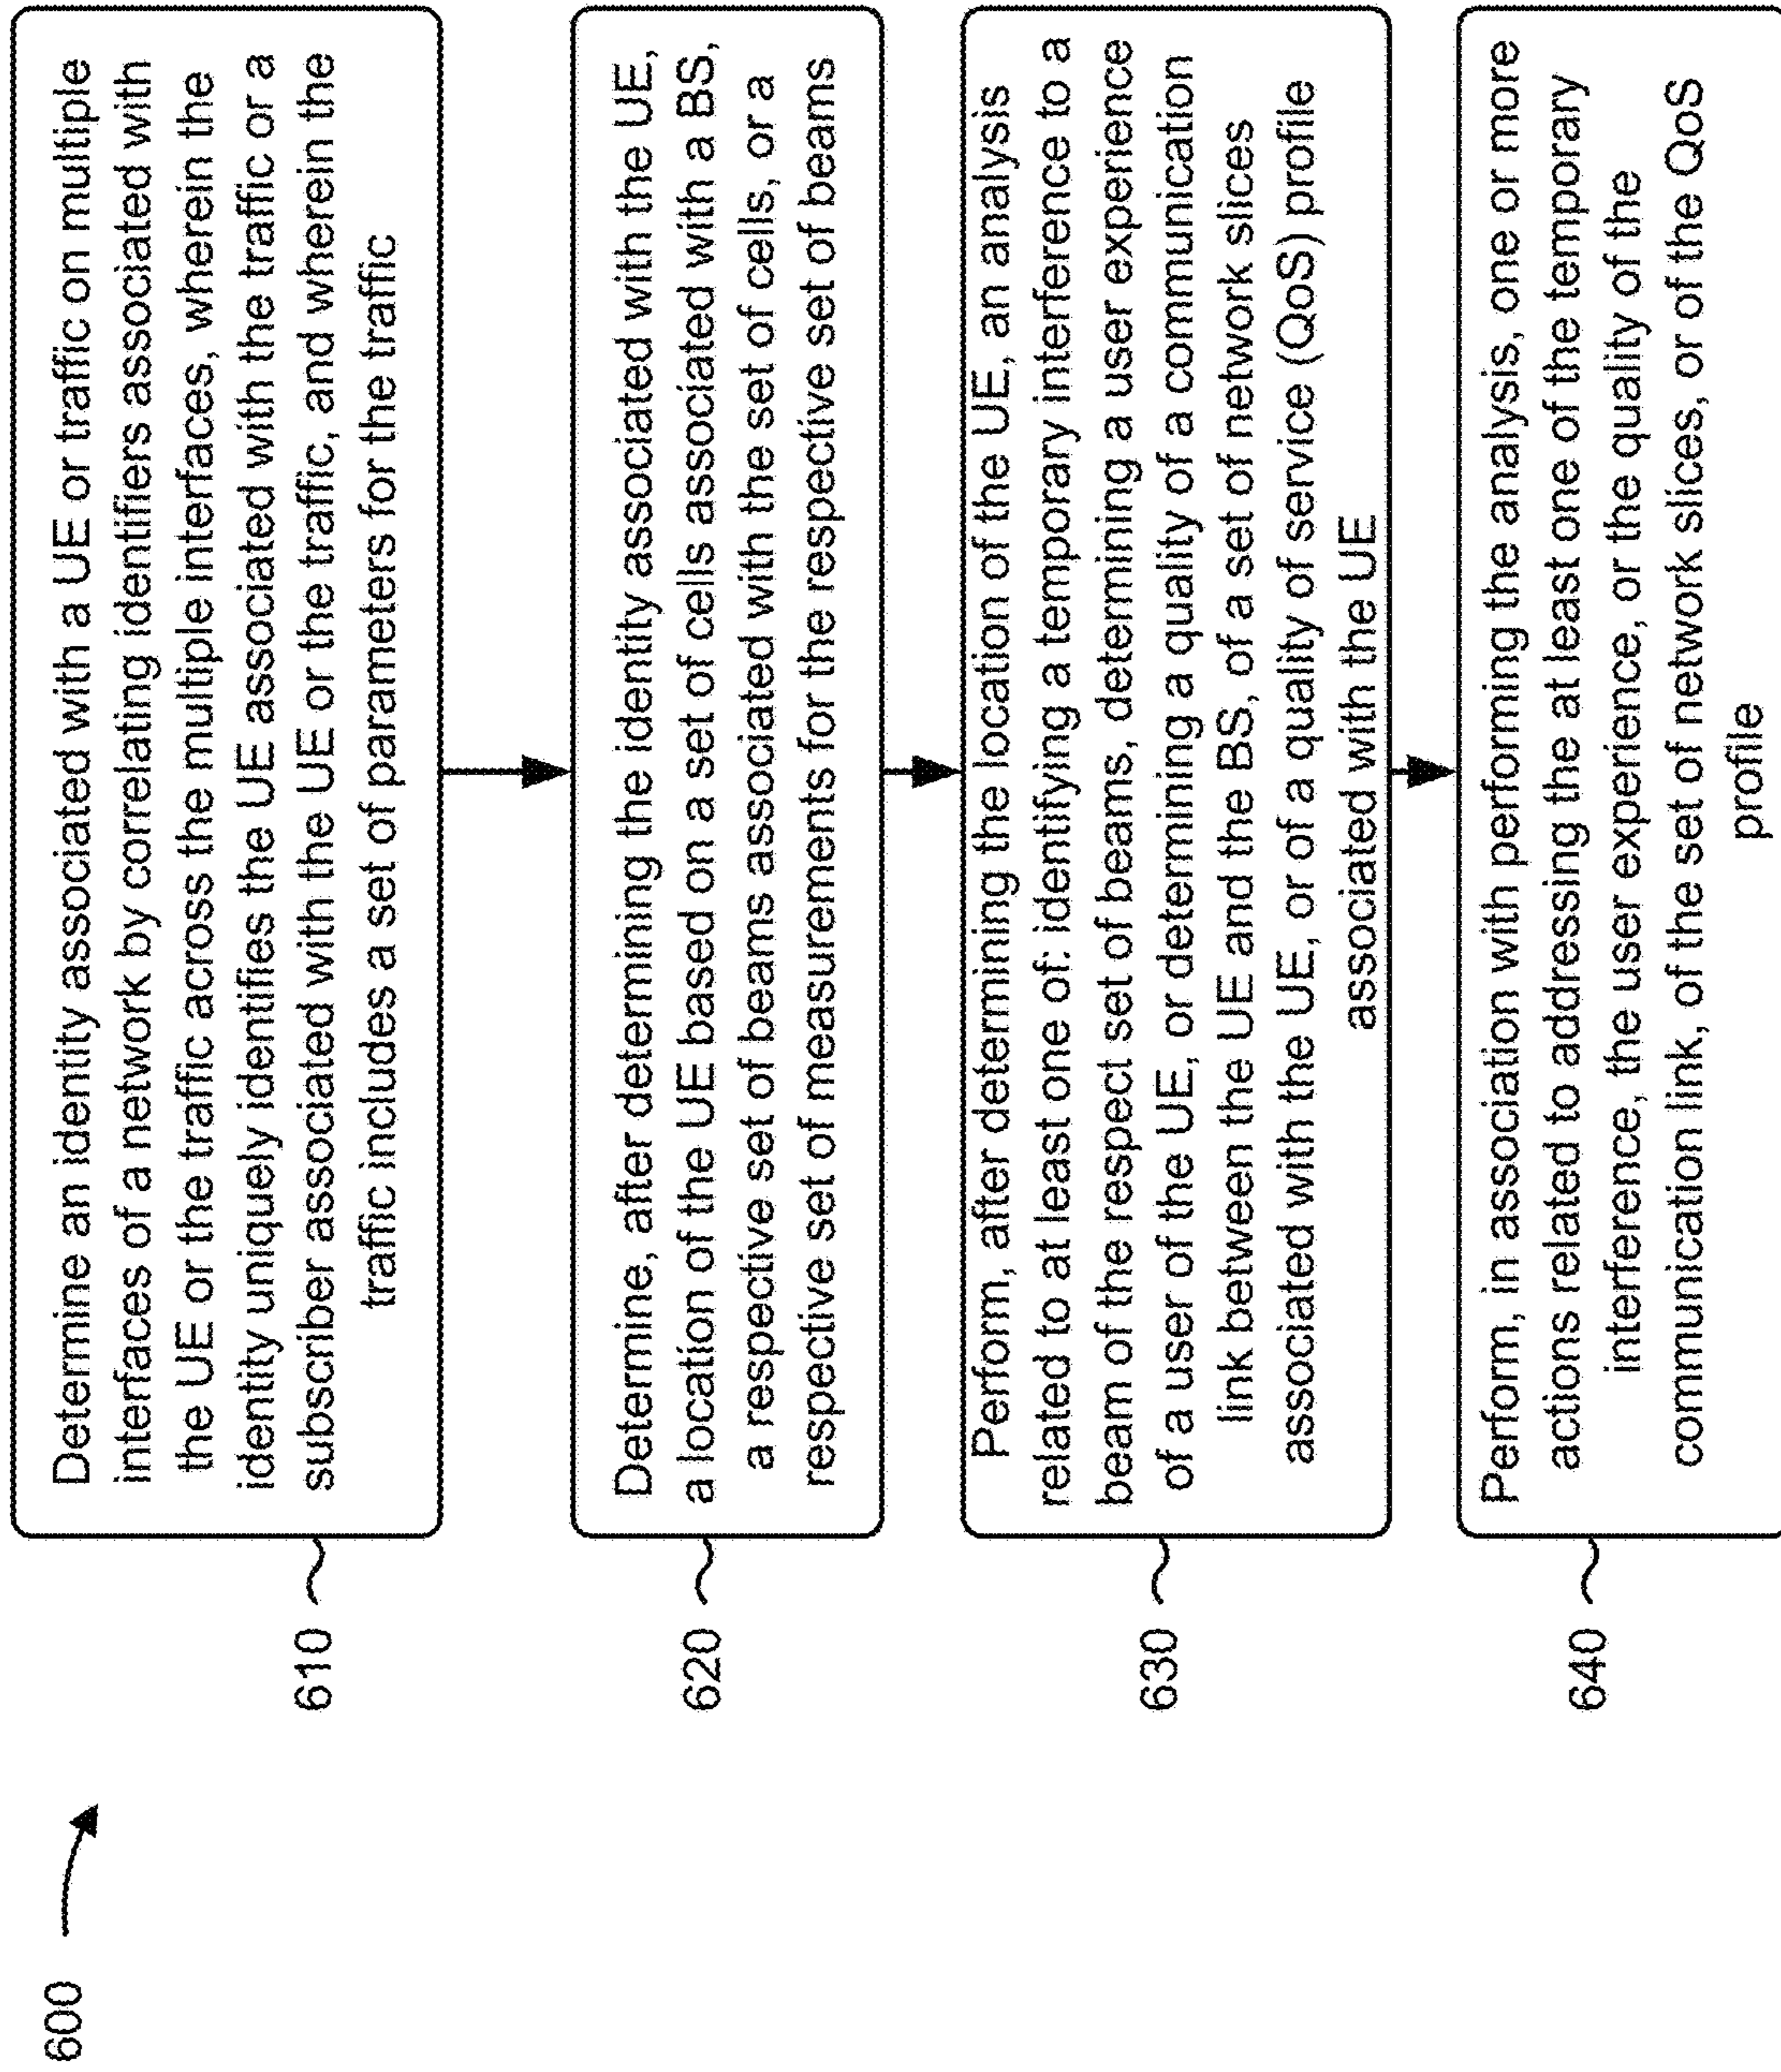 600
610
Determine an identity associated with a UE or traffic on multiple
interfaces of a network by correlating identifiers associated with
the UE or the traffic across the multiple interfaces, wherein the
identity uniquely identifies the UE associated with the traffic or a
subscriber associated with the UE or the traffic, and wherein the
traffic includes a set of parameters for the traffic
620
Determine, after determining the identity associated with the UE,
a location of the UE based on a set of cells associated with a BS,
a respective set of beams associated with the set of cells, or a
respective set of measurements for the respective set of beams
630
Perform, after determining the location of the UE, an analysis
related to at least one of: identifying a temporary interference to a
beam of the respect set of beams, determining a user experience
of a user of the UE, or determining a quality of a communication
link between the UE and the BS, of a set of network slices
associated with the UE, or of a quality of service (QoS) profile
associated with the UE
640
Perform, in association with performing the analysis, one or more
actions related to addressing the at least one of the temporary
interference, the user experience, or the quality of the
communication link, of the set of network slices, or of the QoS
profile